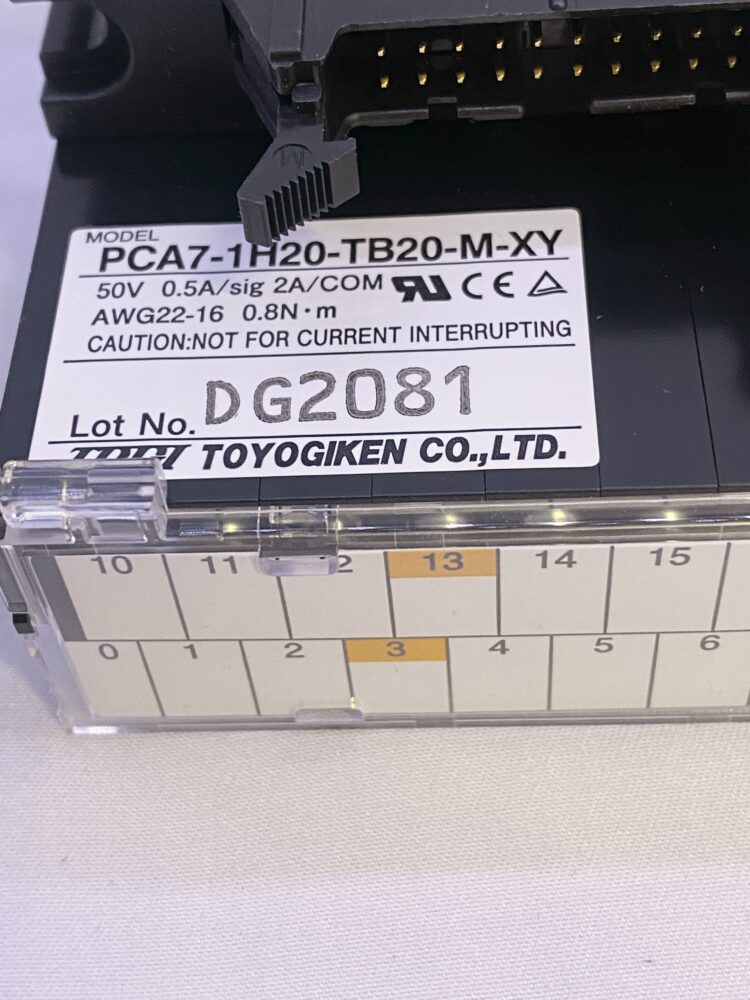 MODEL
PCA7-1H20-TB20-M-XY
50V 0.5A/sig 2A/COM
AWG22-16 0.8N・m
CAUTION:NOT FOR CURRENT INTERRUPTING
Lot No. DG2081
TOYOGIKEN CO.,LTD.
10 11 13 14 15
0 1 2 3 4 5 6